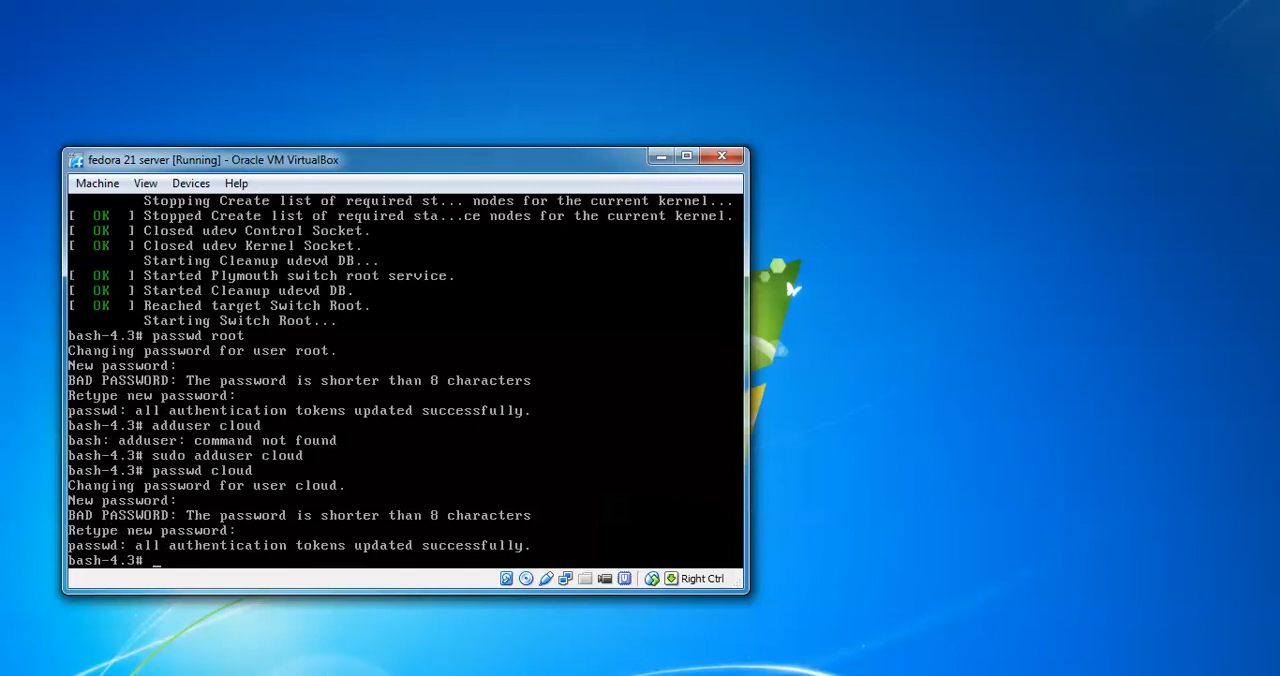 fedora 21 server [Running] - Oracle VM VirtualBox
Machine View Devices Help
Stopping Create list of required st... nodes for the current kernel...
[ OK ] Stopped Create list of required sta...ce nodes for the current kernel.
[ OK ] Closed udev Control Socket.
[ OK ] Closed udev Kernel Socket.
Starting Cleanup udevd DB...
[ OK ] Started Plymouth switch root service.
[ OK ] Started Cleanup udevd DB.
[ OK ] Reached target Switch Root.
Starting Switch Root...
bash-4.3# passwd root
Changing password for user root.
New password:
BAD PASSWORD: The password is shorter than 8 characters
Retype new password:
passwd: all authentication tokens updated successfully.
bash-4.3# adduser cloud
bash: adduser: command not found
bash-4.3# sudo adduser cloud
bash-4.3# passwd cloud
Changing password for user cloud.
New password:
BAD PASSWORD: The password is shorter than 8 characters
Retype new password:
passwd: all authentication tokens updated successfully.
bash-4.3# _
Right Ctrl